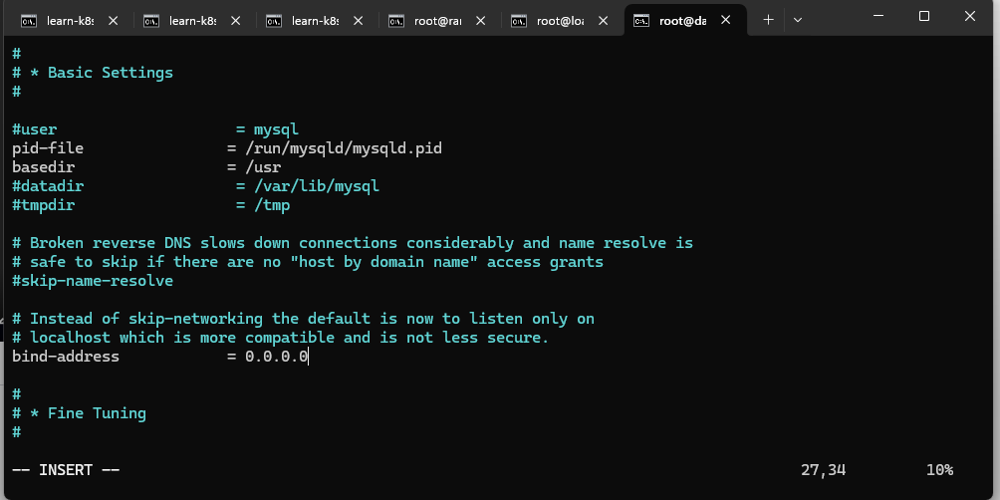 learn-k8s
learn-k8s
learn-k8s
root@rar
root@loa
root@da
#
# * Basic Settings
#
#user                    = mysql
pid-file                = /run/mysqld/mysqld.pid
basedir                 = /usr
#datadir                 = /var/lib/mysql
#tmpdir                  = /tmp
# Broken reverse DNS slows down connections considerably and name resolve is
# safe to skip if there are no "host by domain name" access grants
#skip-name-resolve
# Instead of skip-networking the default is now to listen only on
# localhost which is more compatible and is not less secure.
bind-address            = 0.0.0.0
#
# * Fine Tuning
#
-- INSERT -- 27,34 10%